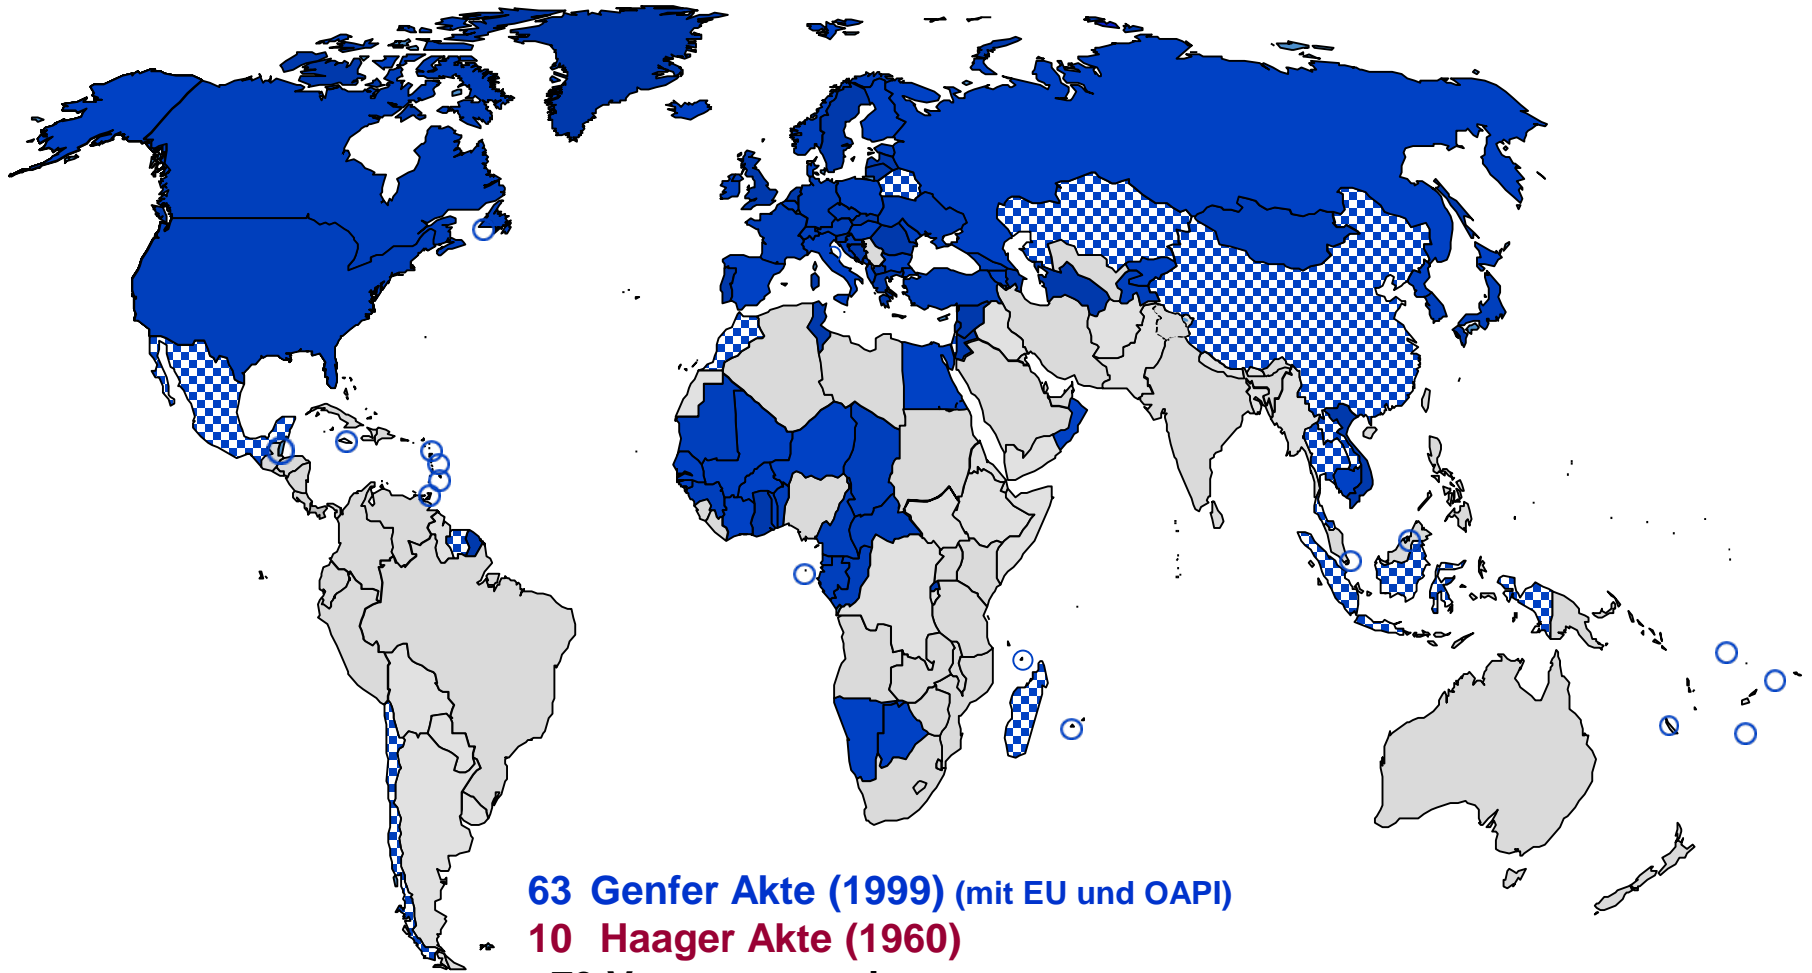 63 Genfer Akte (1999) (mit EU und OAPI)
10 Haager Akte (1960)